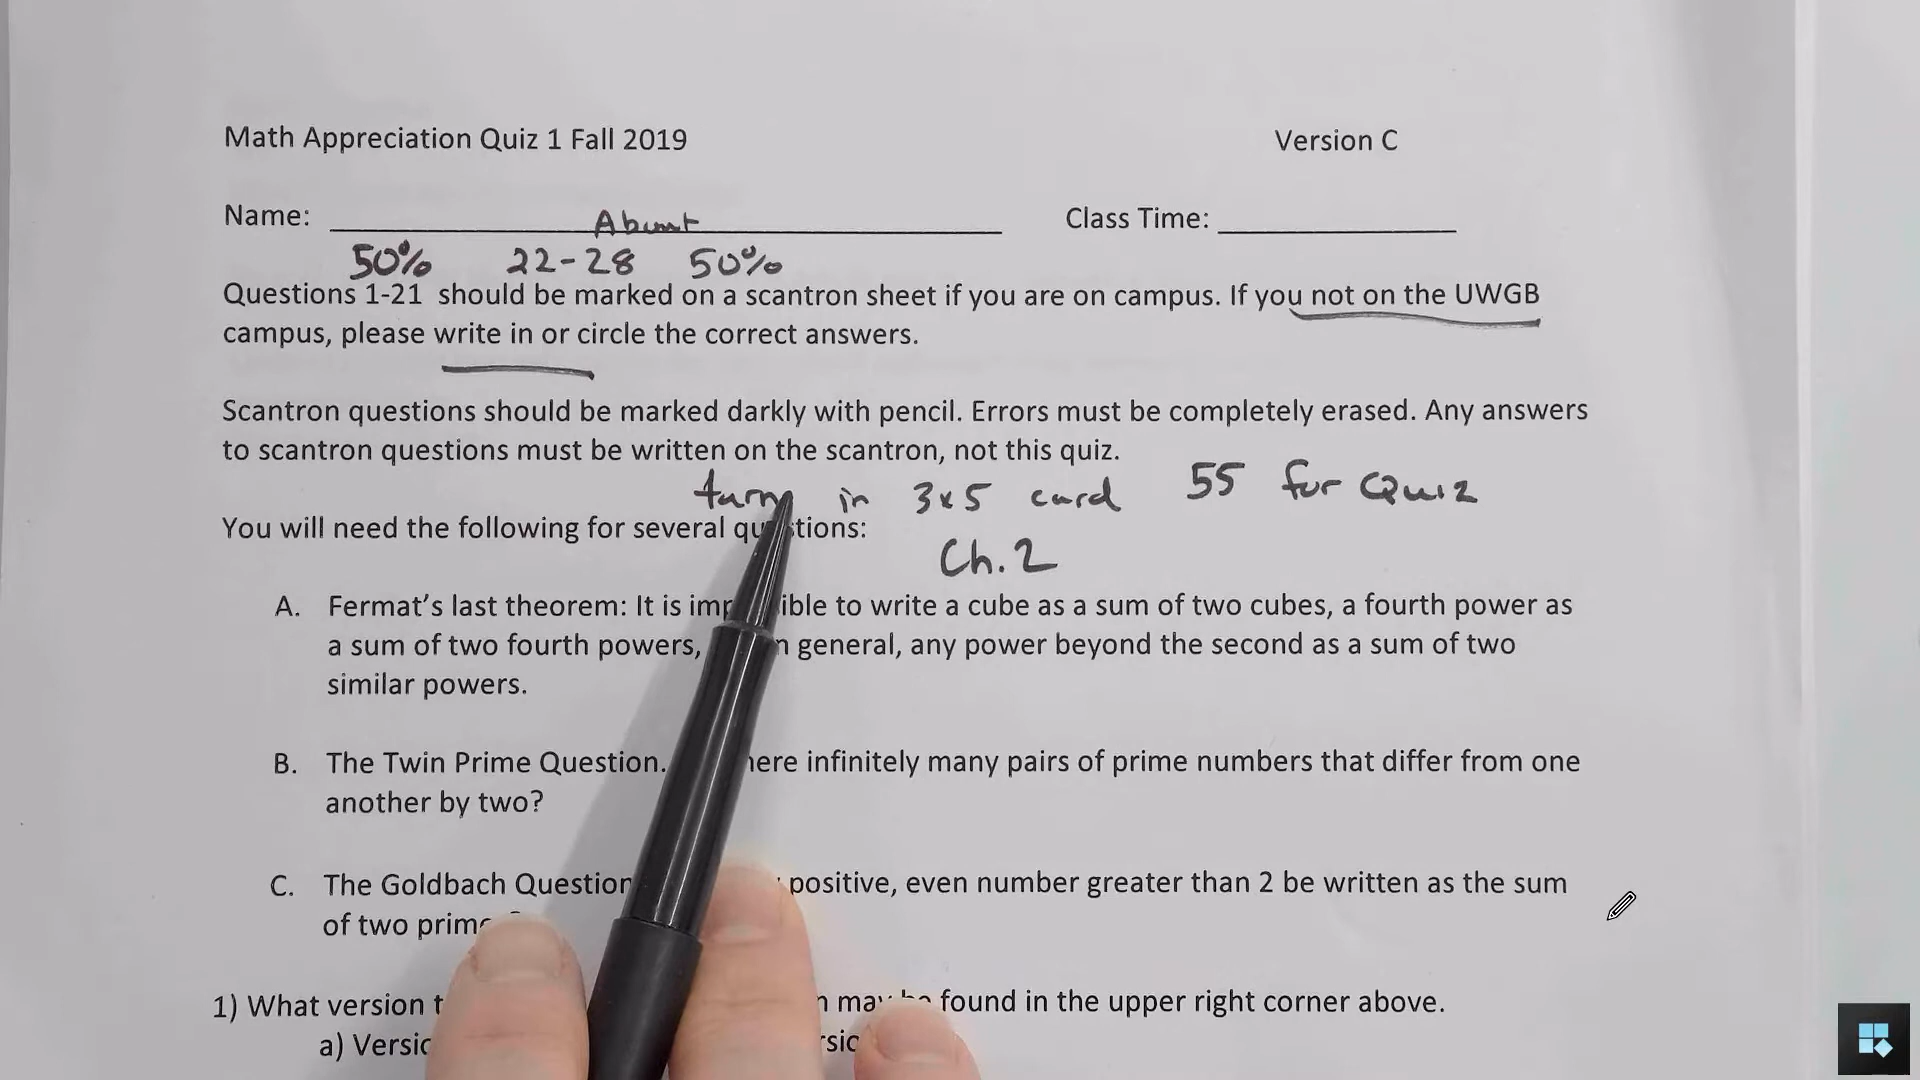 Math Appreciation Quiz 1 Fall 2019 Version C
Name: Class Time:
50% 22-28 50%
Questions 1-21 should be marked on a scantron sheet if you are on campus. If you not on the UWGB
campus, please write in or circle the correct answers.
Scantron questions should be marked darkly with pencil. Errors must be completely erased. Any answers
to scantron questions must be written on the scantron, not this quiz.
turn in 3x5 card 55 for Quiz
You will need the following for several questions:
Ch. 2
A. Fermat’s last theorem: It is impossible to write a cube as a sum of two cubes, a fourth power as
a sum of two fourth powers, general, any power beyond the second as a sum of two
similar powers.
B. The Twin Prime Question. infinitely many pairs of prime numbers that differ from one
another by two?
C. The Goldbach Question positive, even number greater than 2 be written as the sum
of two
1) What version found in the upper right corner above.
a)